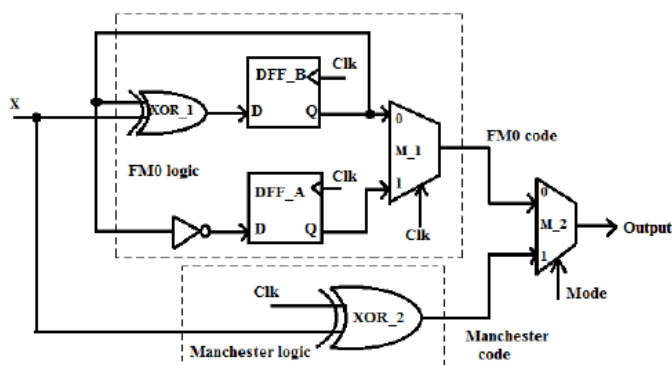 DFF_B
Clk
X
XOR_1
D
Q
0
M_1
1
FM0 code
FM0 logic
DFF_A
Clk
D
Q
Clk
0
M_2
1
Output
Clk
XOR_2
Mode
Manchester logic
Manchester
code